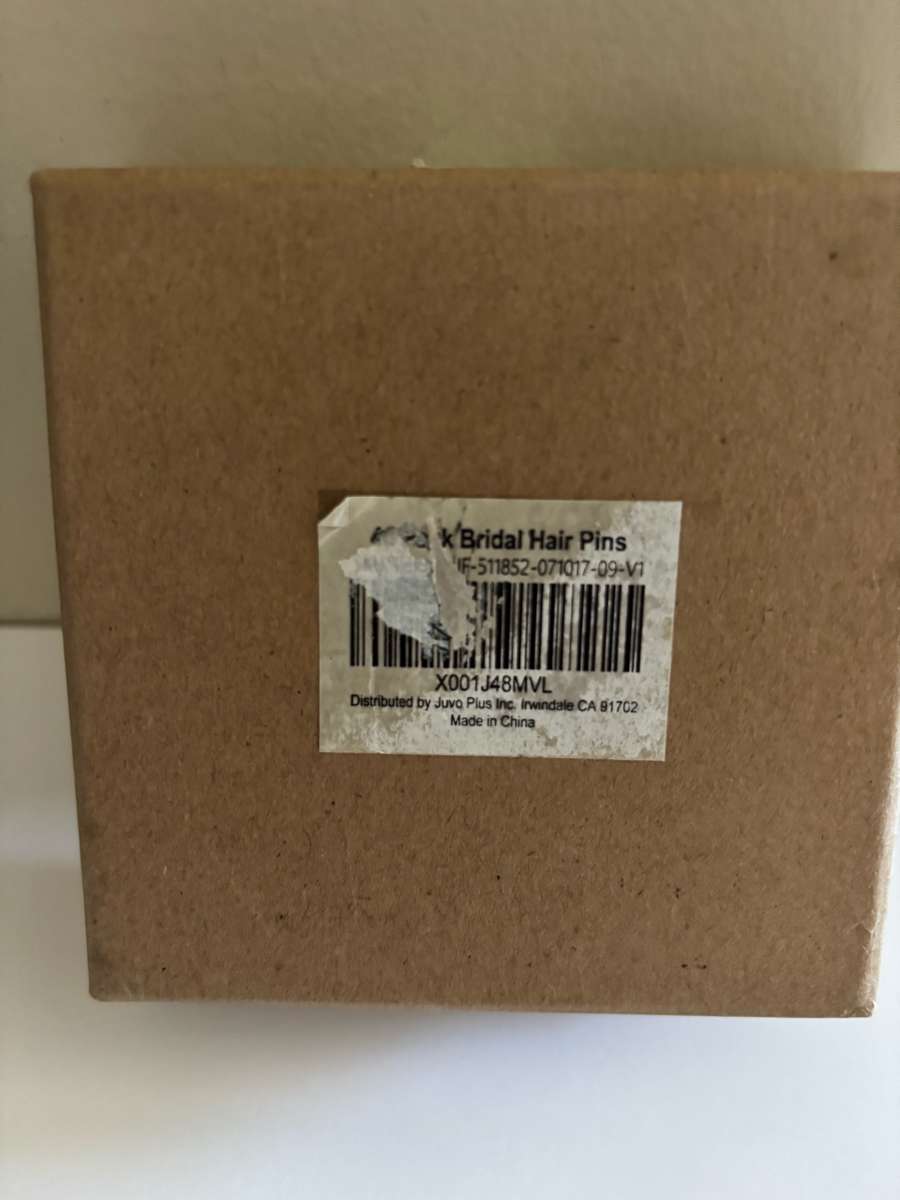 Bridal Hair Pins
-511852-071017-09-V1
X001J48MVL
Distributed by Juvo Plus Inc. Irwindale CA 91702
Made in China